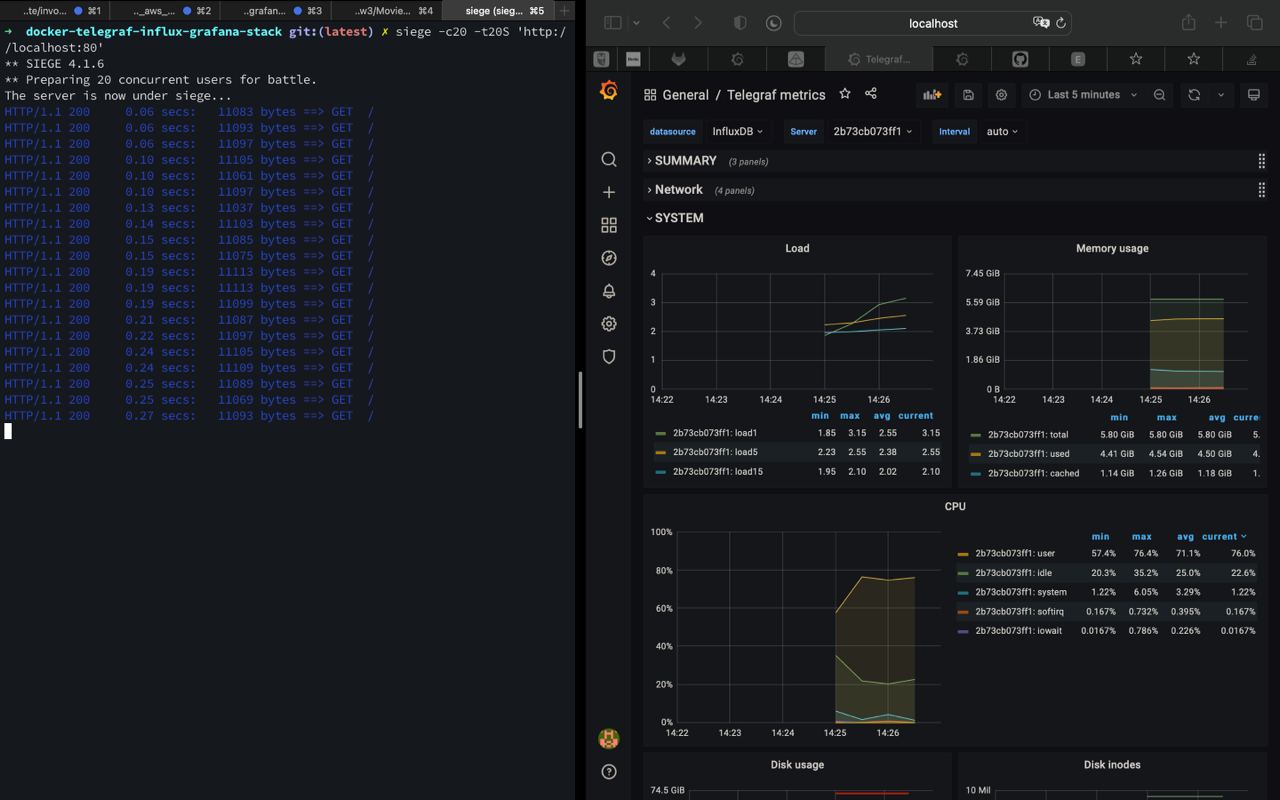 ..te/invo... ⌘1
.._aws_... ⌘2
..grafan... ⌘3
..w3/Movie... ⌘4
siege (sieg... ⌘5
➜ docker-telegraf-influx-grafana-stack git:(latest) ✗ siege -c20 -t20S 'http:/
/localhost:80'
** SIEGE 4.1.6
** Preparing 20 concurrent users for battle.
The server is now under siege...
HTTP/1.1 200 0.06 secs: 11083 bytes ==> GET /
HTTP/1.1 200 0.06 secs: 11093 bytes ==> GET /
HTTP/1.1 200 0.06 secs: 11097 bytes ==> GET /
HTTP/1.1 200 0.10 secs: 11105 bytes ==> GET /
HTTP/1.1 200 0.10 secs: 11061 bytes ==> GET /
HTTP/1.1 200 0.10 secs: 11097 bytes ==> GET /
HTTP/1.1 200 0.13 secs: 11037 bytes ==> GET /
HTTP/1.1 200 0.14 secs: 11103 bytes ==> GET /
HTTP/1.1 200 0.15 secs: 11085 bytes ==> GET /
HTTP/1.1 200 0.15 secs: 11075 bytes ==> GET /
HTTP/1.1 200 0.19 secs: 11113 bytes ==> GET /
HTTP/1.1 200 0.19 secs: 11113 bytes ==> GET /
HTTP/1.1 200 0.19 secs: 11099 bytes ==> GET /
HTTP/1.1 200 0.21 secs: 11087 bytes ==> GET /
HTTP/1.1 200 0.22 secs: 11097 bytes ==> GET /
HTTP/1.1 200 0.24 secs: 11105 bytes ==> GET /
HTTP/1.1 200 0.24 secs: 11109 bytes ==> GET /
HTTP/1.1 200 0.25 secs: 11089 bytes ==> GET /
HTTP/1.1 200 0.25 secs: 11069 bytes ==> GET /
HTTP/1.1 200 0.27 secs: 11093 bytes ==> GET /
localhost
Telegraf...
E
General / Telegraf metrics
Last 5 minutes
datasource InfluxDB Server 2b73cb073ff1 Interval auto
SUMMARY (3 panels)
Network (4 panels)
SYSTEM
Load
4
3
2
1
0
14:22 14:23 14:24 14:25 14:26
min max avg current
2b73cb073ff1: load1 1.85 3.15 2.55 3.15
2b73cb073ff1: load5 2.23 2.55 2.38 2.55
2b73cb073ff1: load15 1.95 2.10 2.02 2.10
Memory usage
7.45 GiB
5.59 GiB
3.73 GiB
1.86 GiB
0 B
14:22 14:23 14:24 14:25 14:26
min max avg curre
2b73cb073ff1: total 5.80 GiB 5.80 GiB 5.80 GiB 5.
2b73cb073ff1: used 4.41 GiB 4.54 GiB 4.50 GiB 4.
2b73cb073ff1: cached 1.14 GiB 1.26 GiB 1.18 GiB 1.
CPU
100%
80%
60%
40%
20%
0%
14:22 14:23 14:24 14:25 14:26
min max avg current
2b73cb073ff1: user 57.4% 76.4% 71.1% 76.0%
2b73cb073ff1: idle 20.3% 35.2% 25.0% 22.6%
2b73cb073ff1: system 1.22% 6.05% 3.29% 1.22%
2b73cb073ff1: softirq 0.167% 0.732% 0.395% 0.167%
2b73cb073ff1: iowait 0.0167% 0.786% 0.226% 0.0167%
Disk usage
74.5 GiB
Disk inodes
10 Mil